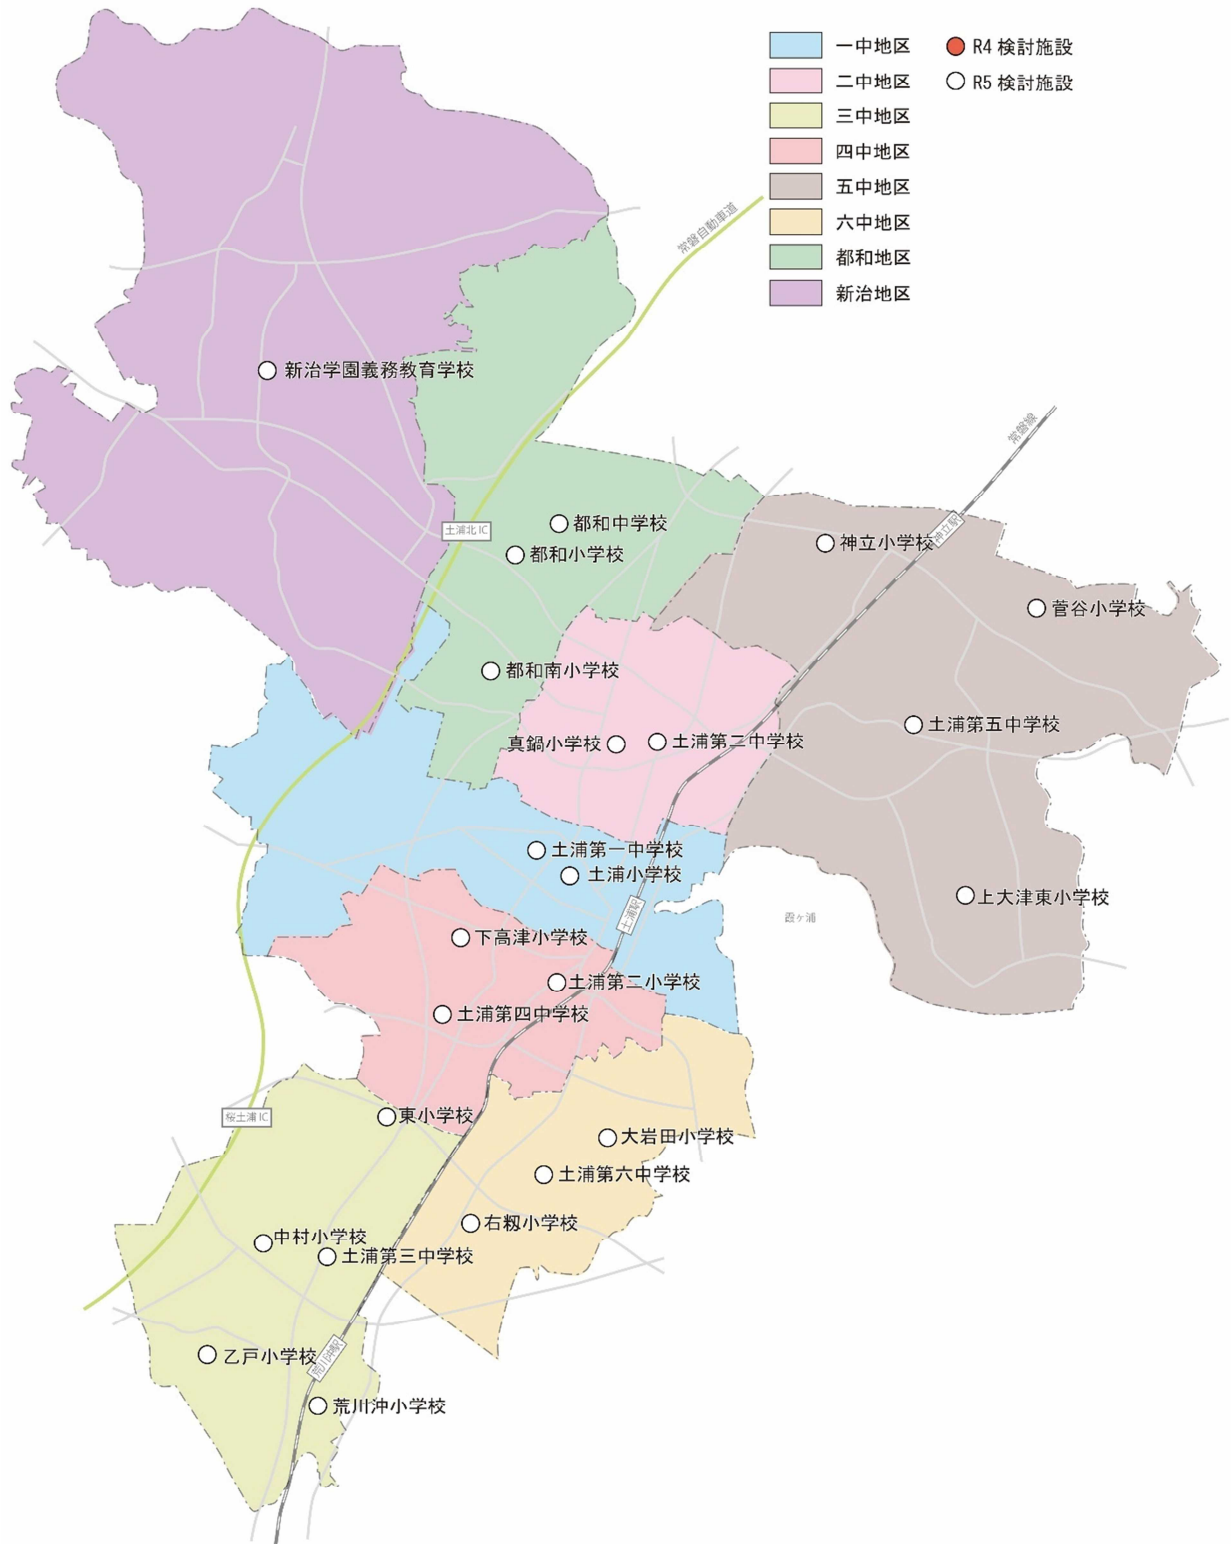 一中地区
二中地区
三中地区
四中地区
五中地区
六中地区
都和地区
新治地区
R4 検討施設
R5 検討施設
常磐自動車道
新治学園義務教育学校
常磐線
土浦北IC
都和中学校
都和小学校
神立小学校
神立駅
菅谷小学校
都和南小学校
土浦第五中学校
真鍋小学校
土浦第二中学校
土浦第一中学校
土浦小学校
上大津東小学校
土浦駅
霞ヶ浦
下高津小学校
土浦第二小学校
土浦第四中学校
桜土浦IC
東小学校
大岩田小学校
土浦第六中学校
右籾小学校
中村小学校
土浦第三中学校
乙戸小学校
荒川沖駅
荒川沖小学校